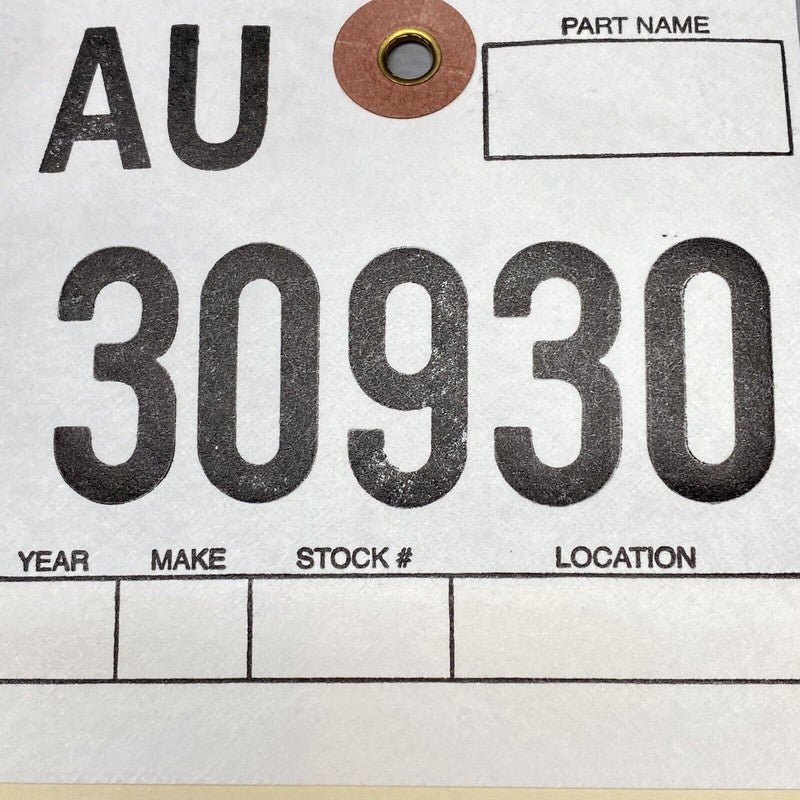 AU
PART NAME
30930
YEAR MAKE STOCK # LOCATION